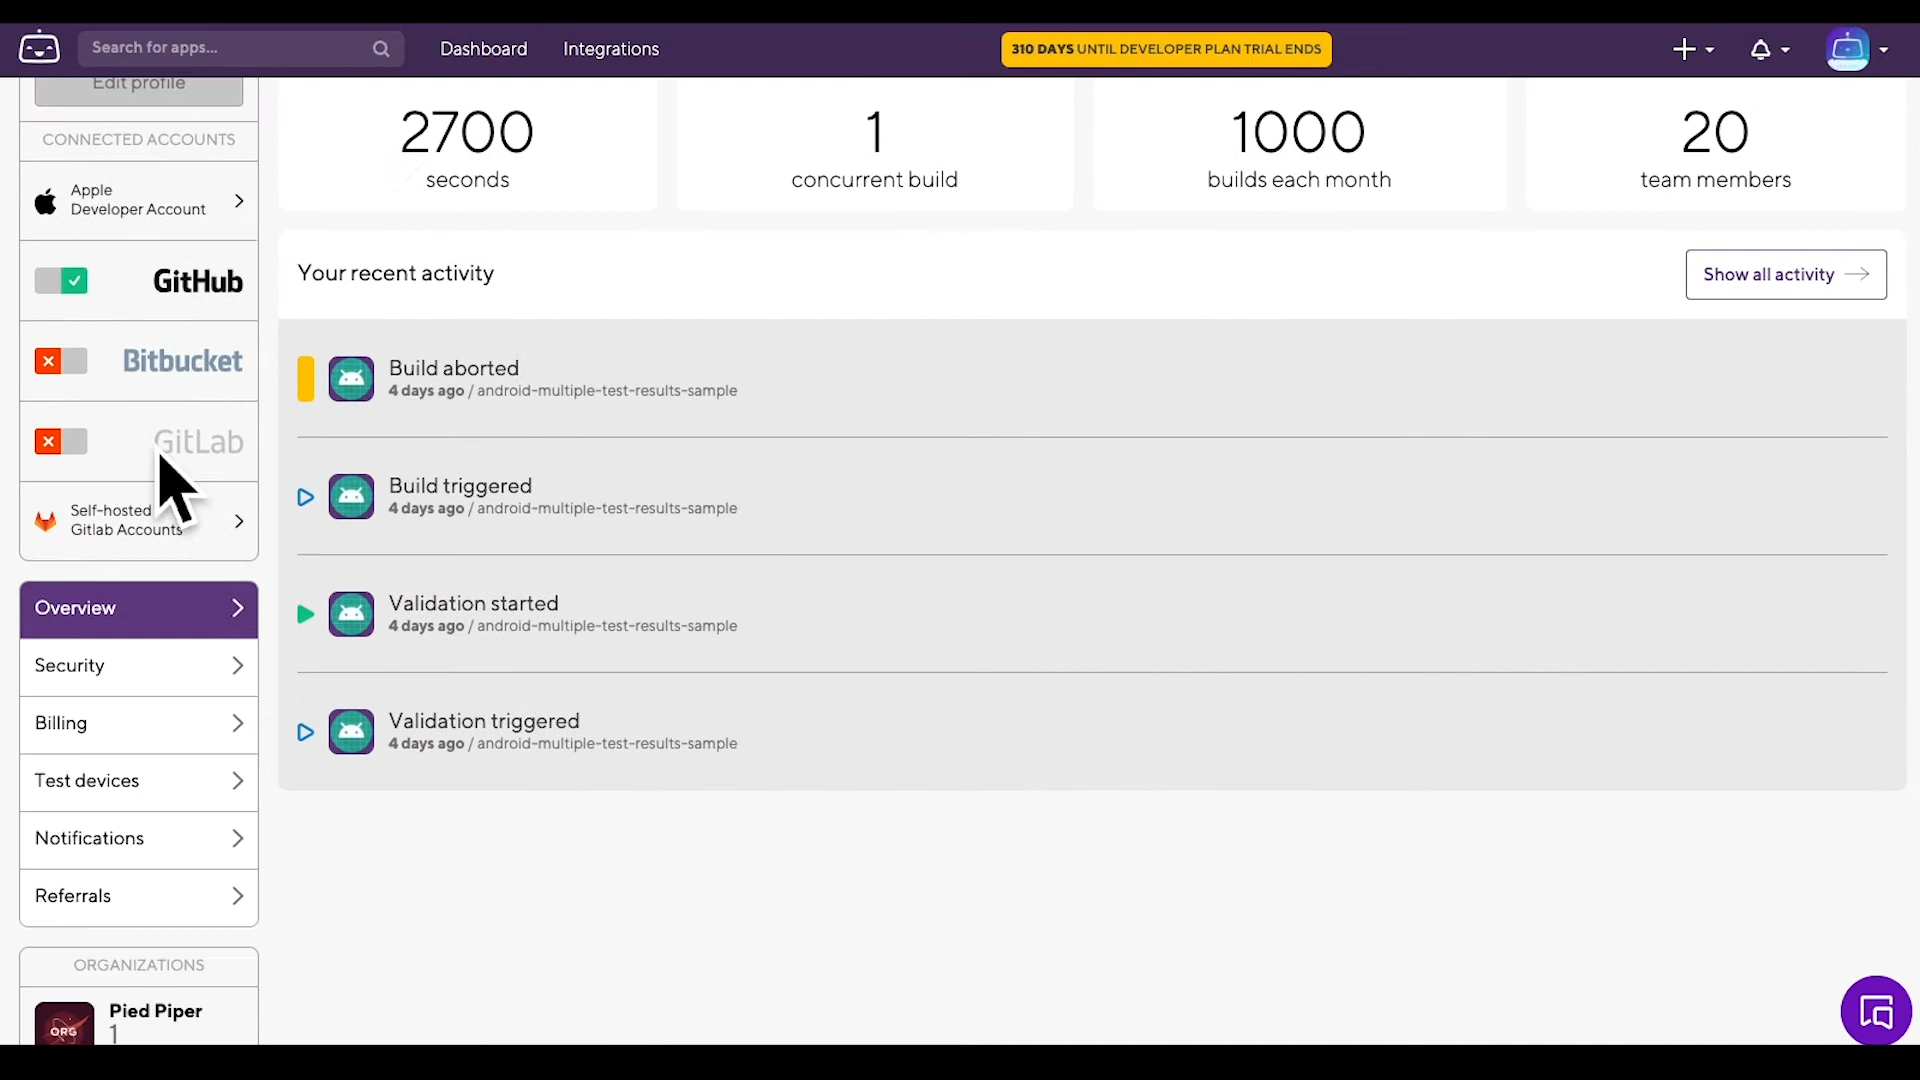 Search for apps...
Dashboard
Integrations
310 DAYS UNTIL DEVELOPER PLAN TRIAL ENDS
Edit profile
CONNECTED ACCOUNTS
Apple
Developer Account
GitHub
Bitbucket
GitLab
Self-hosted
Gitlab Accounts
Overview
Security
Billing
Test devices
Notifications
Referrals
ORGANIZATIONS
ORG
Pied Piper
1
2700
seconds
1
concurrent build
1000
builds each month
20
team members
Your recent activity
Show all activity
Build aborted
4 days ago / android-multiple-test-results-sample
Build triggered
4 days ago / android-multiple-test-results-sample
Validation started
4 days ago / android-multiple-test-results-sample
Validation triggered
4 days ago / android-multiple-test-results-sample